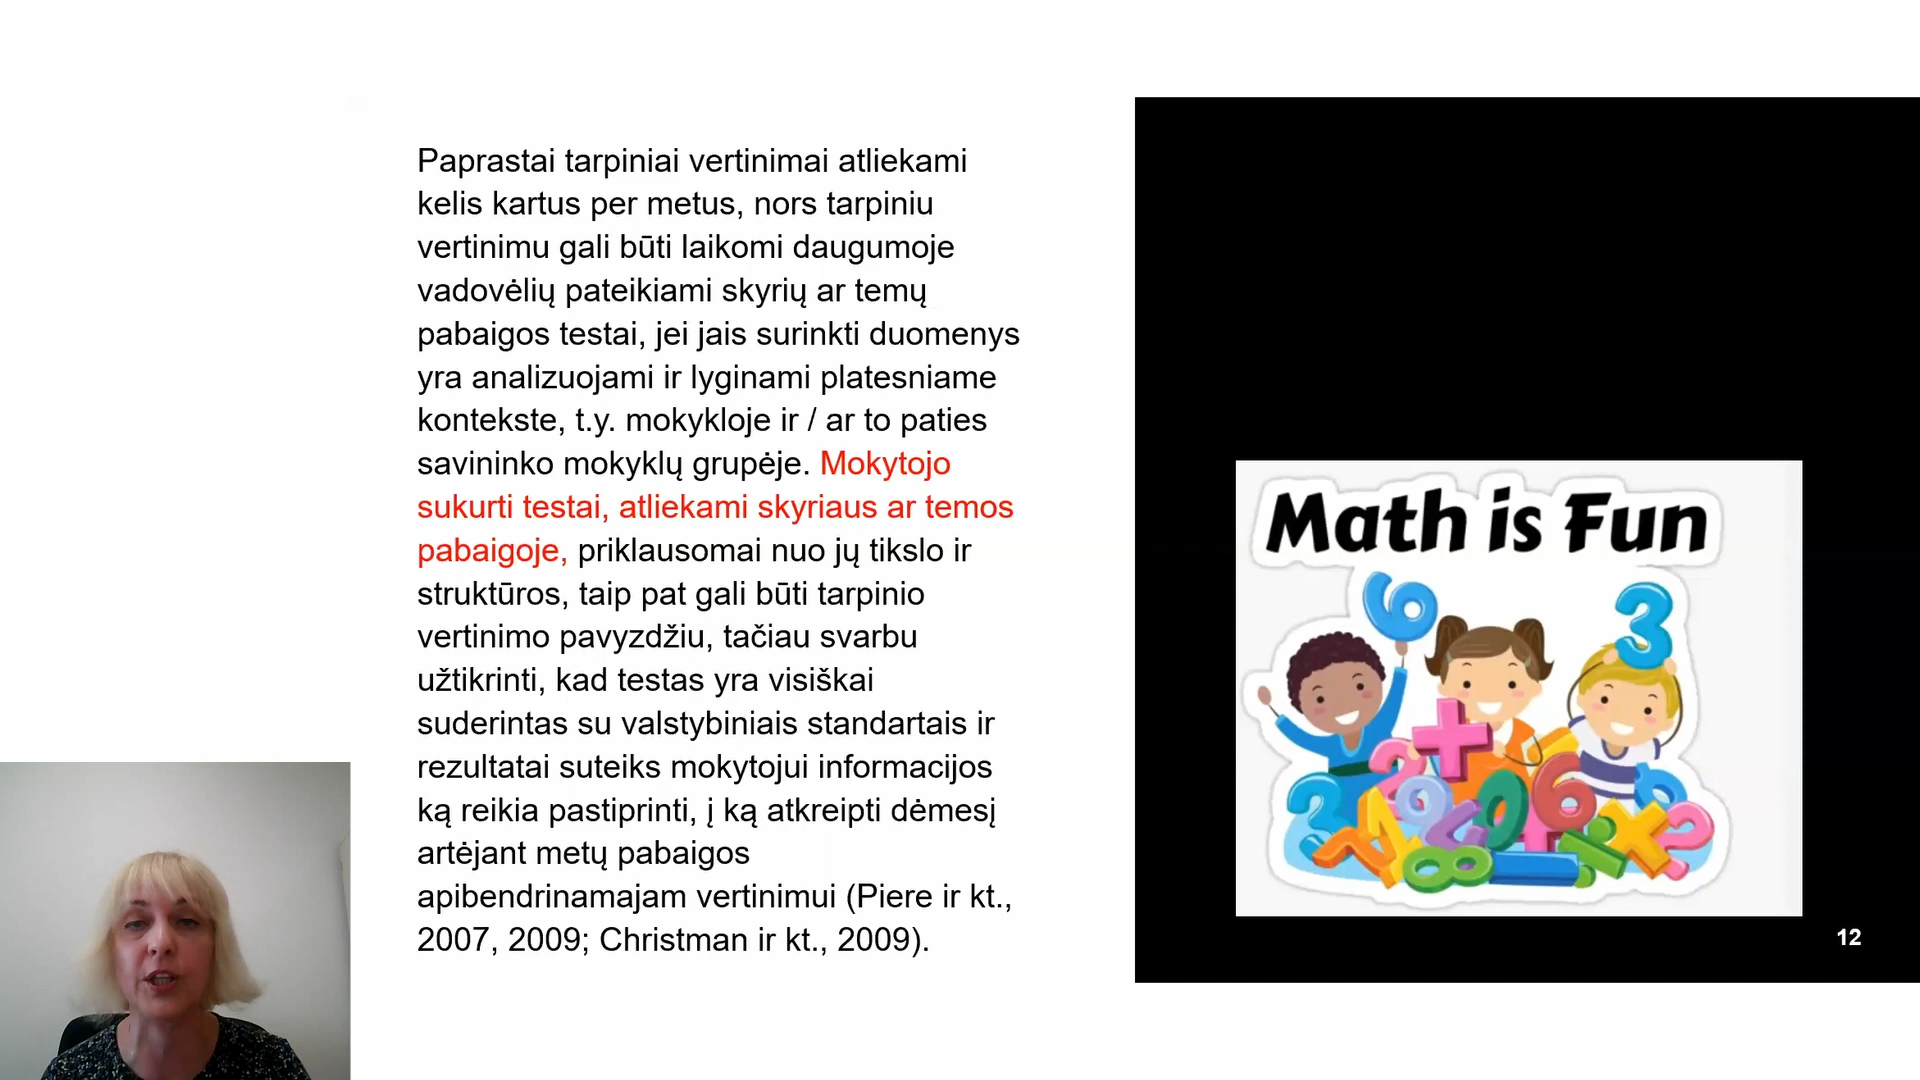 Paprastai tarpiniai vertinimai atliekami
kelis kartus per metus, nors tarpiniu
vertinimu gali būti laikomi daugumoje
vadovėlių pateikiami skyrių ar temų
pabaigos testai, jei jais surinkti duomenys
yra analizuojami ir lyginami platesniame
kontekste, t.y. mokykloje ir / ar to paties
savininko mokyklų grupėje. Mokytojo
sukurti testai, atliekami skyriaus ar temos
pabaigoje, priklausomai nuo jų tikslo ir
struktūros, taip pat gali būti tarpinio
vertinimo pavyzdžiu, tačiau svarbu
užtikrinti, kad testas yra visiškai
suderintas su valstybiniais standartais ir
rezultatai suteiks mokytojui informacijos
ką reikia pastiprinti, į ką atkreipti dėmesį
artėjant metų pabaigos
apibendrinamajam vertinimui (Piere ir kt.,
2007, 2009; Christman ir kt., 2009).
Math is Fun
6
3
+
12